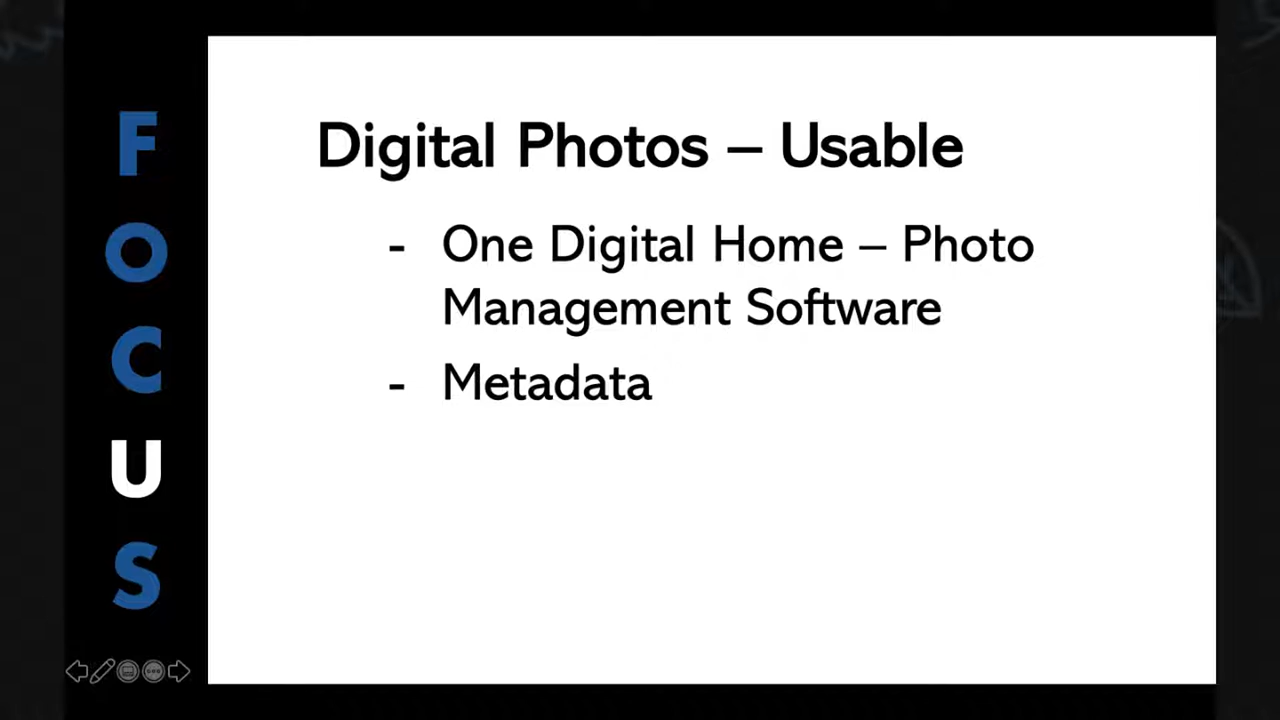 F
O
C
U
S
Digital Photos – Usable
- One Digital Home – Photo
Management Software
- Metadata